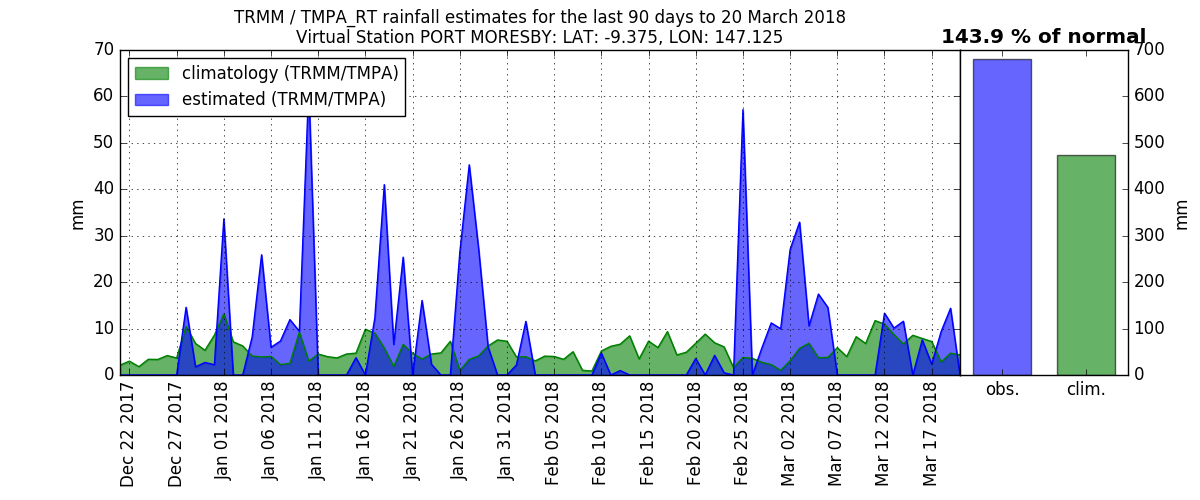 TRMM / TMPA_RT rainfall estimates for the last 90 days to 20 March 2018
Virtual Station PORT MORESBY: LAT: -9.375, LON: 147.125
143.9 % of normal
climatology (TRMM/TMPA)
estimated (TRMM/TMPA)
70
60
50
40
30
20
10
0
mm
Dec 22 2017
Dec 27 2017
Jan 01 2018
Jan 06 2018
Jan 11 2018
Jan 16 2018
Jan 21 2018
Jan 26 2018
Jan 31 2018
Feb 05 2018
Feb 10 2018
Feb 15 2018
Feb 20 2018
Feb 25 2018
Mar 02 2018
Mar 07 2018
Mar 12 2018
Mar 17 2018
obs.
clim.
700
600
500
400
300
200
100
0
mm